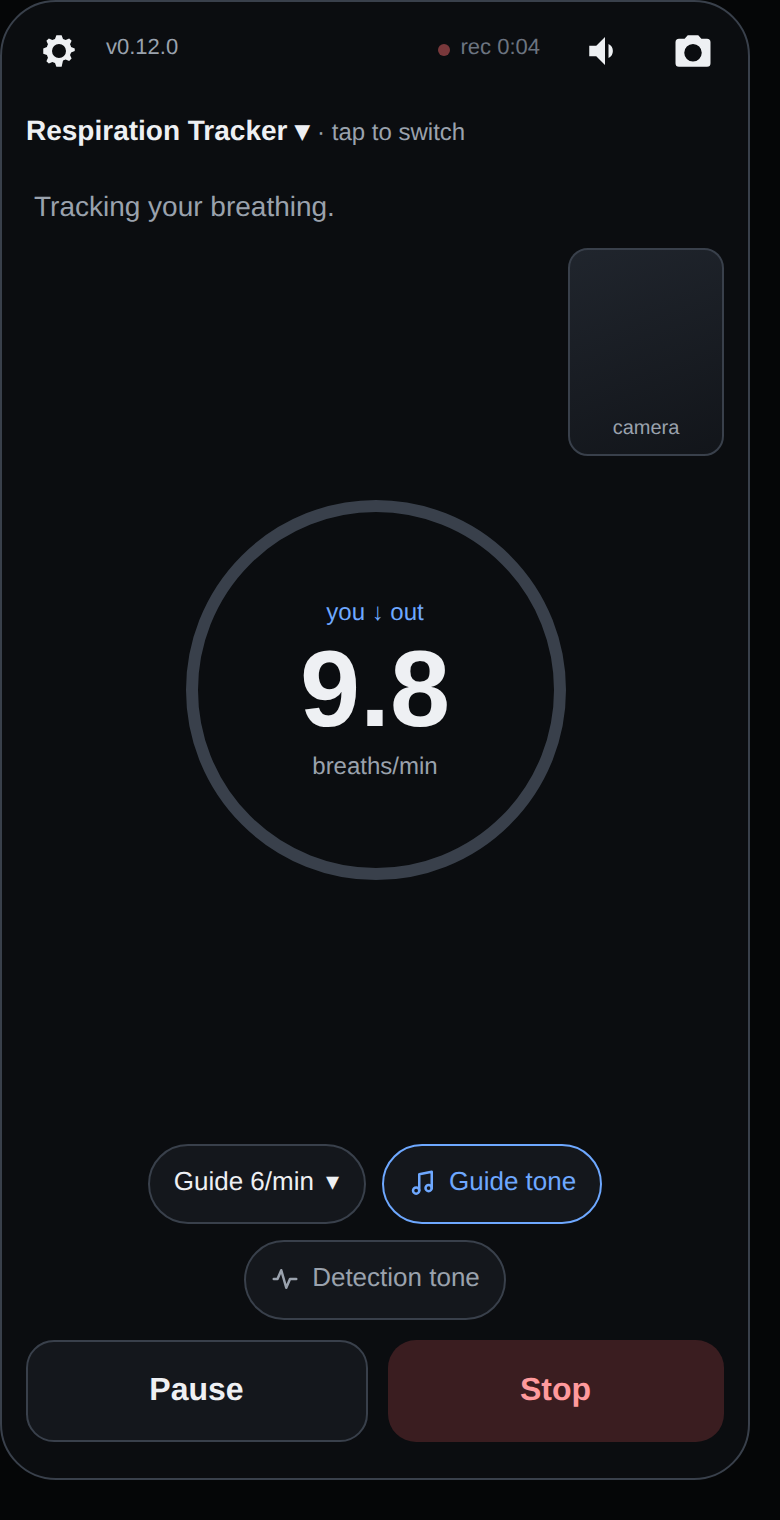 v0.12.0 rec 0:04
Respiration Tracker ▾ · tap to switch
Tracking your breathing.
camera
you ↓ out
9.8
breaths/min
Guide 6/min ▾ Guide tone
Detection tone
Pause Stop